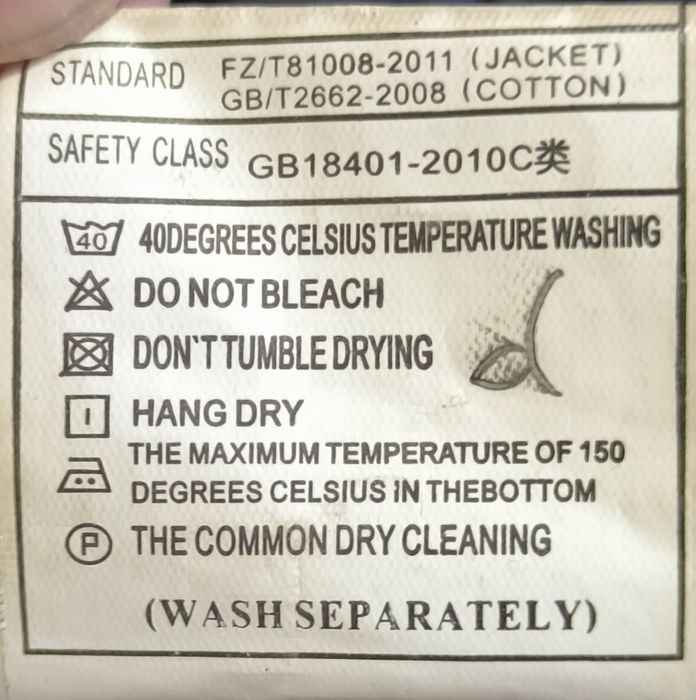 STANDARD FZ/T81008-2011 (JACKET)
GB/T2662-2008 (COTTON)
SAFETY CLASS GB18401-2010C类
40 40DEGREES CELSIUS TEMPERATURE WASHING
DO NOT BLEACH
DON'T TUMBLE DRYING
HANG DRY
THE MAXIMUM TEMPERATURE OF 150
DEGREES CELSIUS IN THEBOTTOM
P THE COMMON DRY CLEANING
(WASH SEPARATELY)